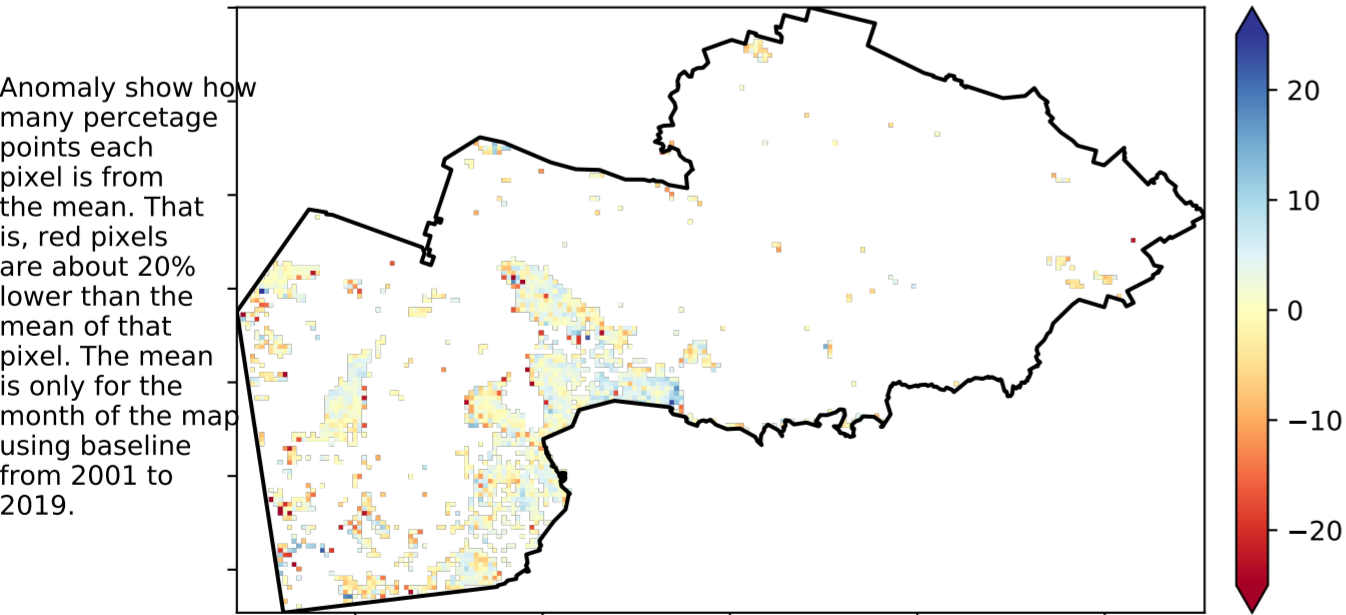 Anomaly show how
many percetage
points each
pixel is from
the mean. That
is, red pixels
are about 20%
lower than the
mean of that
pixel. The mean
is only for the
month of the map
using baseline
from 2001 to
2019.
20
10
0
−10
−20